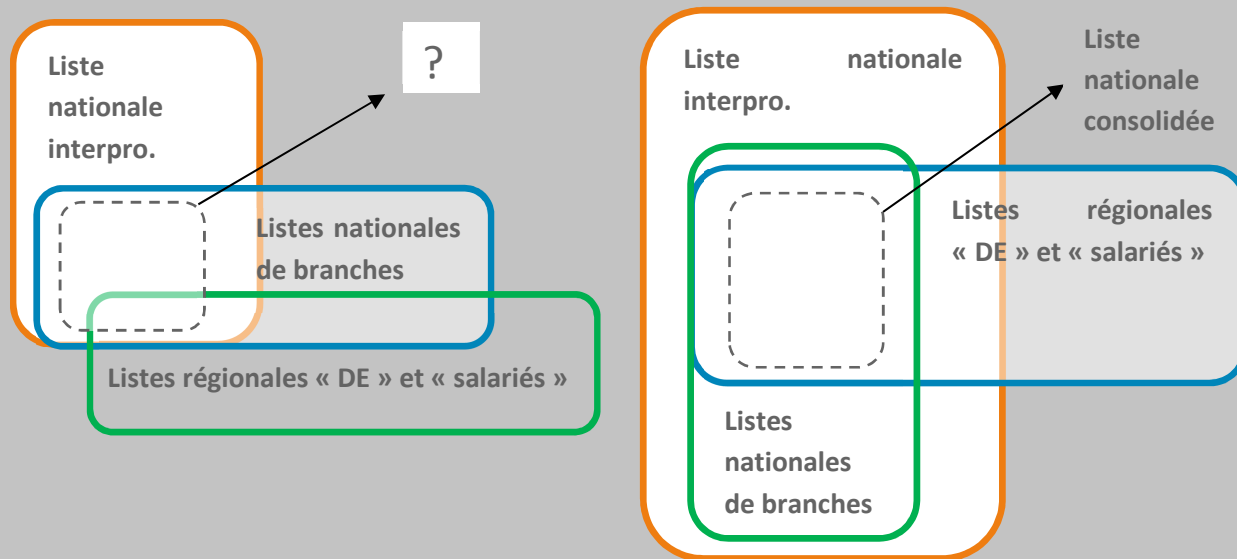 Liste
nationale
interpro.
?
Listes nationales
de branches
Listes régionales « DE » et « salariés »
Liste nationale
interpro.
Liste
nationale
consolidée
Listes régionales
« DE » et « salariés »
Listes
nationales
de branches